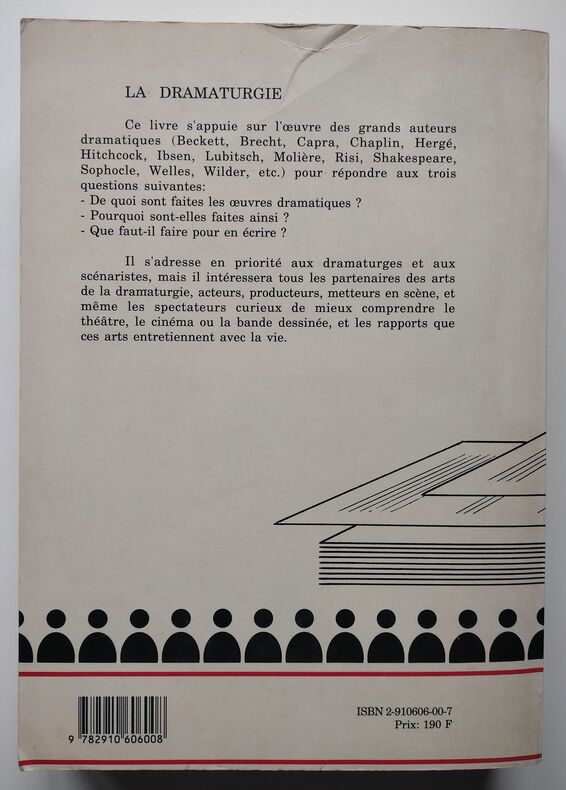 LA DRAMATURGIE
Ce livre s'appuie sur l'œuvre des grands auteurs
dramatiques (Beckett, Brecht, Capra, Chaplin, Hergé,
Hitchcock, Ibsen, Lubitsch, Molière, Risi, Shakespeare,
Sophocle, Welles, Wilder, etc.) pour répondre aux trois
questions suivantes:
- De quoi sont faites les œuvres dramatiques ?
- Pourquoi sont-elles faites ainsi ?
- Que faut-il faire pour en écrire ?
Il s'adresse en priorité aux dramaturges et aux
scénaristes, mais il intéressera tous les partenaires des arts
de la dramaturgie, acteurs, producteurs, metteurs en scène, et
même les spectateurs curieux de mieux comprendre le
théâtre, le cinéma ou la bande dessinée, et les rapports que
ces arts entretiennent avec la vie.
ISBN 2-910606-00-7
Prix: 190 F
9 782910 606008